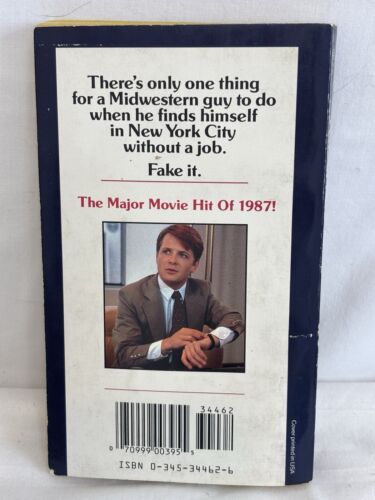 There's only one thing
for a Midwestern guy to do
when he finds himself
in New York City
without a job.
Fake it.
The Major Movie Hit Of 1987!
34462
0 70999 00395 5
ISBN 0-345-34462-6
Cover printed in USA